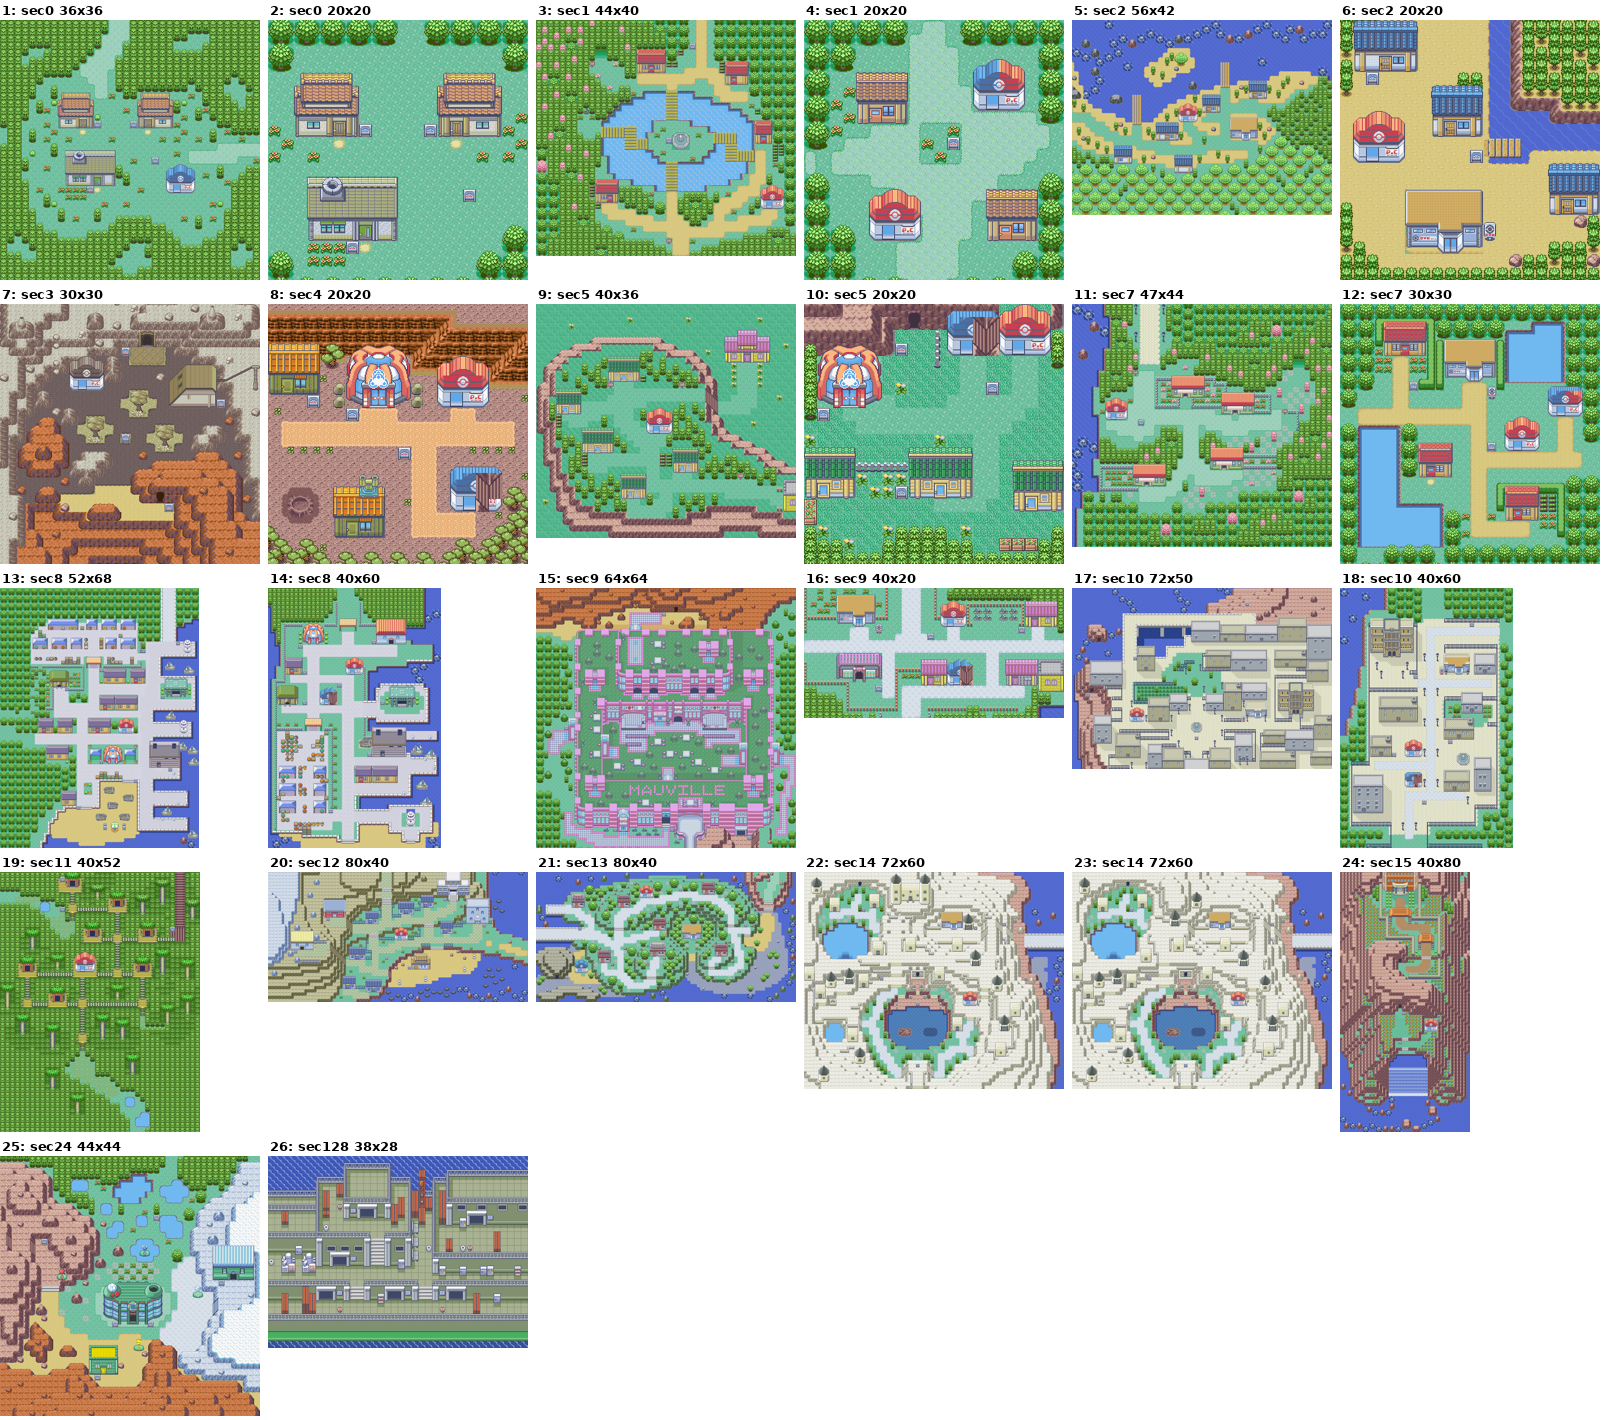 1: sec0 36x36
2: sec0 20x20
3: sec1 44x40
4: sec1 20x20
5: sec2 56x42
6: sec2 20x20
P.C
P.C
P.C
7: sec3 30x30
8: sec4 20x20
9: sec5 40x36
10: sec5 20x20
11: sec7 47x44
12: sec7 30x30
P.C
P.C
13: sec8 52x68
14: sec8 40x60
15: sec9 64x64
16: sec9 40x20
17: sec10 72x50
18: sec10 40x60
MAUVILLE
19: sec11 40x52
20: sec12 80x40
21: sec13 80x40
22: sec14 72x60
23: sec14 72x60
24: sec15 40x80
25: sec24 44x44
26: sec128 38x28